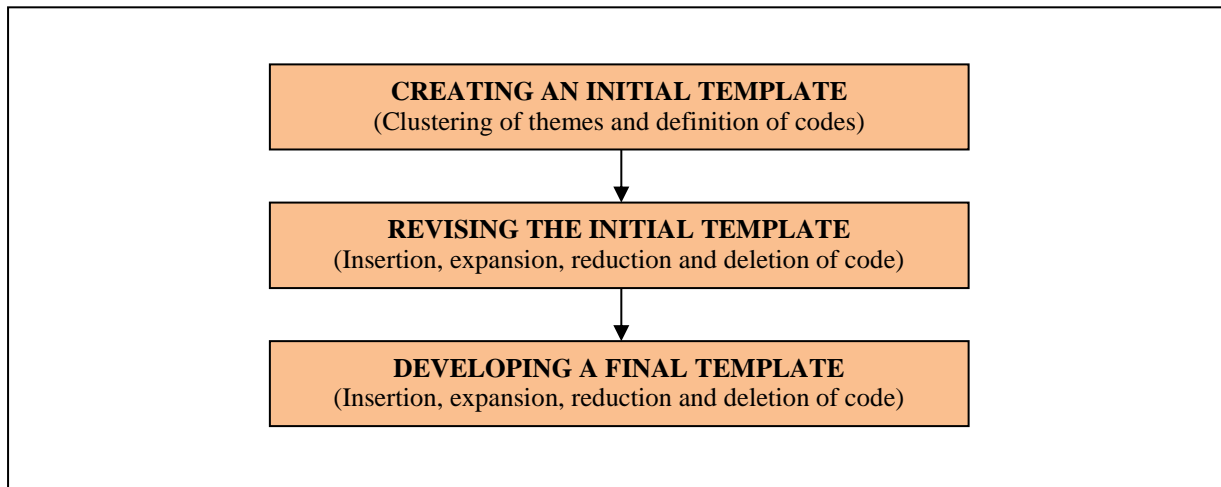 CREATING AN INITIAL TEMPLATE
(Clustering of themes and definition of codes)
REVISING THE INITIAL TEMPLATE
(Insertion, expansion, reduction and deletion of code)
DEVELOPING A FINAL TEMPLATE
(Insertion, expansion, reduction and deletion of code)